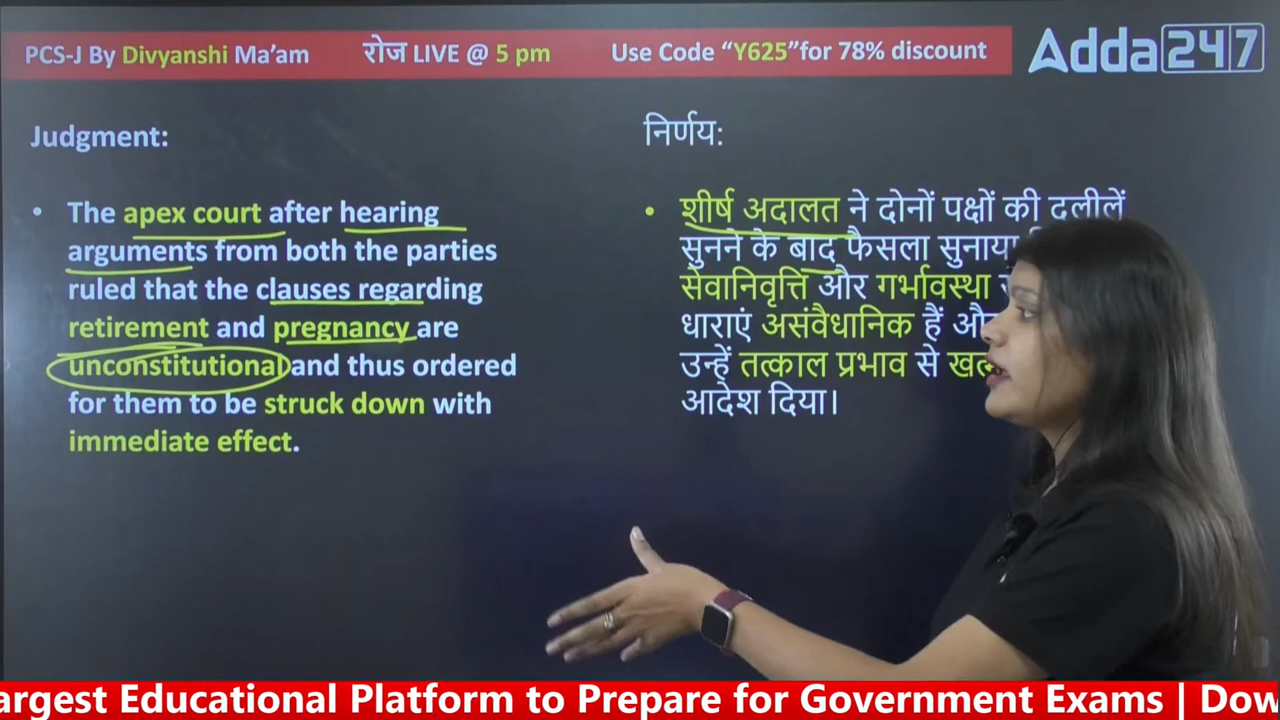 PCS-J By Divyanshi Ma’am रोज LIVE @ 5 pm Use Code “Y625”for 78% discount
Adda247
Judgment:
• The apex court after hearing
arguments from both the parties
ruled that the clauses regarding
retirement and pregnancy are
unconstitutional and thus ordered
for them to be struck down with
immediate effect.
निर्णय:
• शीर्ष अदालत ने दोनों पक्षों की दलीलें
सुनने के बाद फैसला सुनाया
सेवानिवृत्ति और गर्भावस्था
धाराएं असंवैधानिक हैं
उन्हें तत्काल प्रभाव से
आदेश दिया।
argest Educational Platform to Prepare for Government Exams | Dow